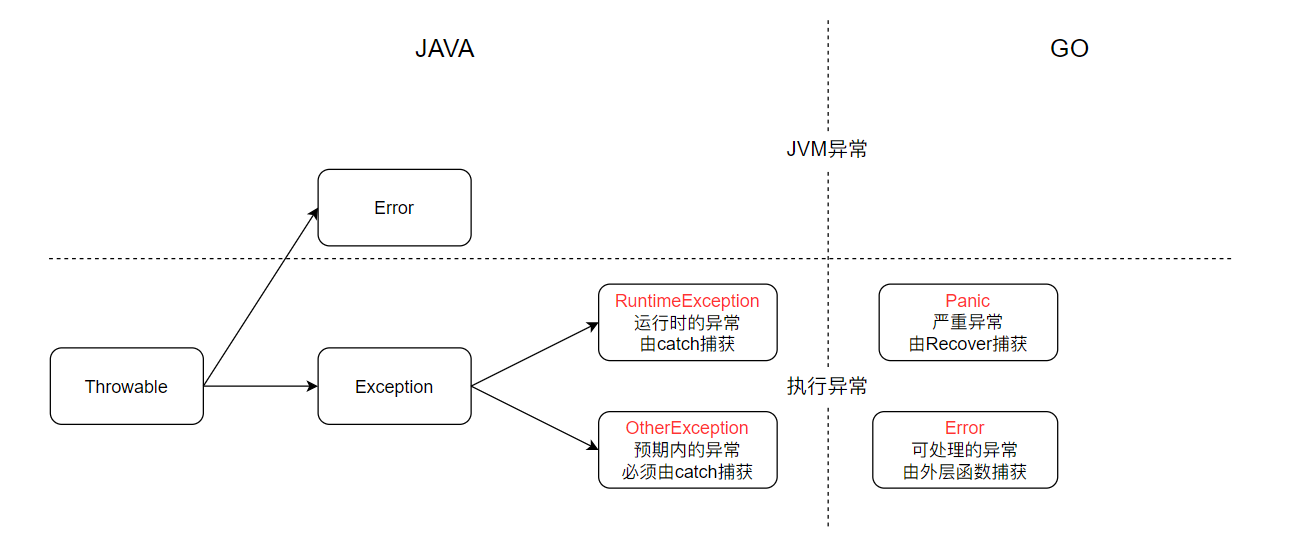 JAVA
GO
JVM异常
Error
RuntimeException
运行时的异常
由catch捕获
Panic
严重异常
由Recover捕获
Throwable
Exception
执行异常
OtherException
预期内的异常
必须由catch捕获
Error
可处理的异常
由外层函数捕获